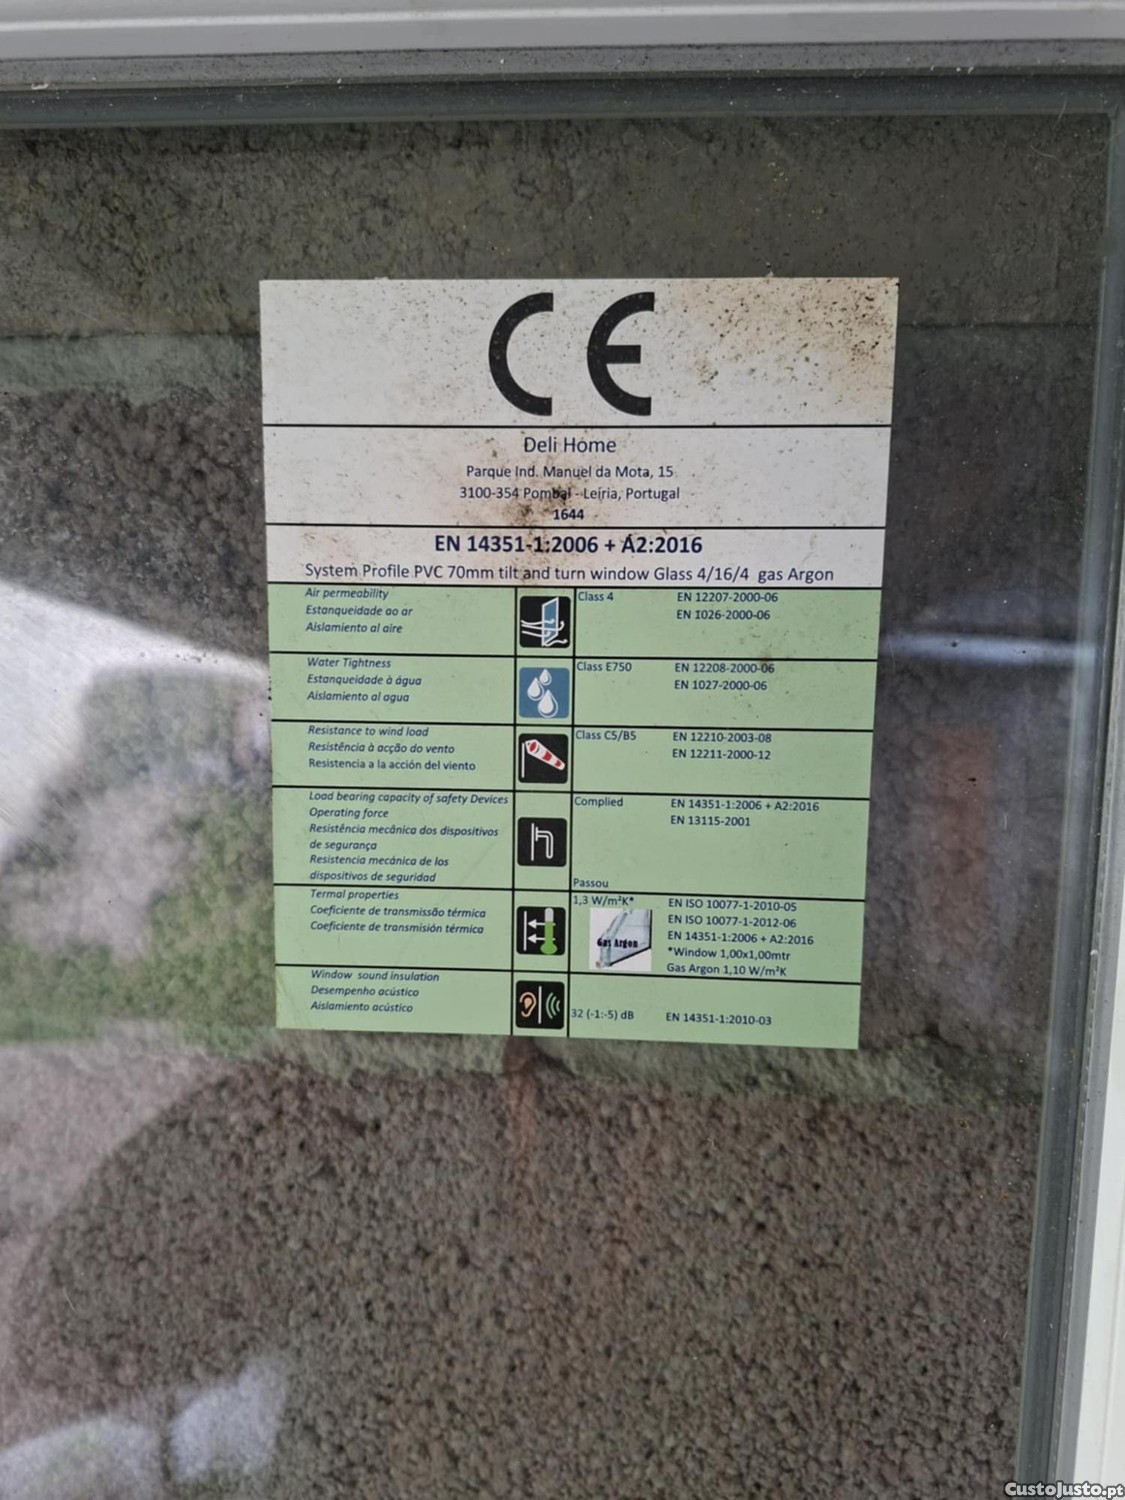 CE
Deli Home
Parque Ind. Manuel da Mota, 15
3100-354 Pombal - Leiria, Portugal
1644
EN 14351-1:2006 + A2:2016
System Profile PVC 70mm tilt and turn window Glass 4/16/4 gas Argon
Air permeability
Estanqueidade ao ar
Aislamiento al aire
Class 4
EN 12207-2000-06
EN 1026-2000-06
Water Tightness
Estanqueidade à água
Aislamiento al agua
Class E750
EN 12208-2000-06
EN 1027-2000-06
Resistance to wind load
Resistência à acção do vento
Resistencia a la acción del viento
Class C5/B5
EN 12210-2003-08
EN 12211-2000-12
Load bearing capacity of safety Devices
Operating force
Resistência mecânica dos dispositivos
de segurança
Resistencia mecánica de los
dispositivos de seguridad
Complied
Passou
EN 14351-1:2006 + A2:2016
EN 13115-2001
Termal properties
Coeficiente de transmissão térmica
Coeficiente de transmisión térmica
1,3 W/m²K*
Gas Argon
EN ISO 10077-1-2010-05
EN ISO 10077-1-2012-06
EN 14351-1:2006 + A2:2016
*Window 1,00x1,00mtr
Gas Argon 1,10 W/m²K
Window sound insulation
Desempenho acústico
Aislamiento acústico
32 (-1:-5) dB
EN 14351-1:2010-03
CustoJusto.pt